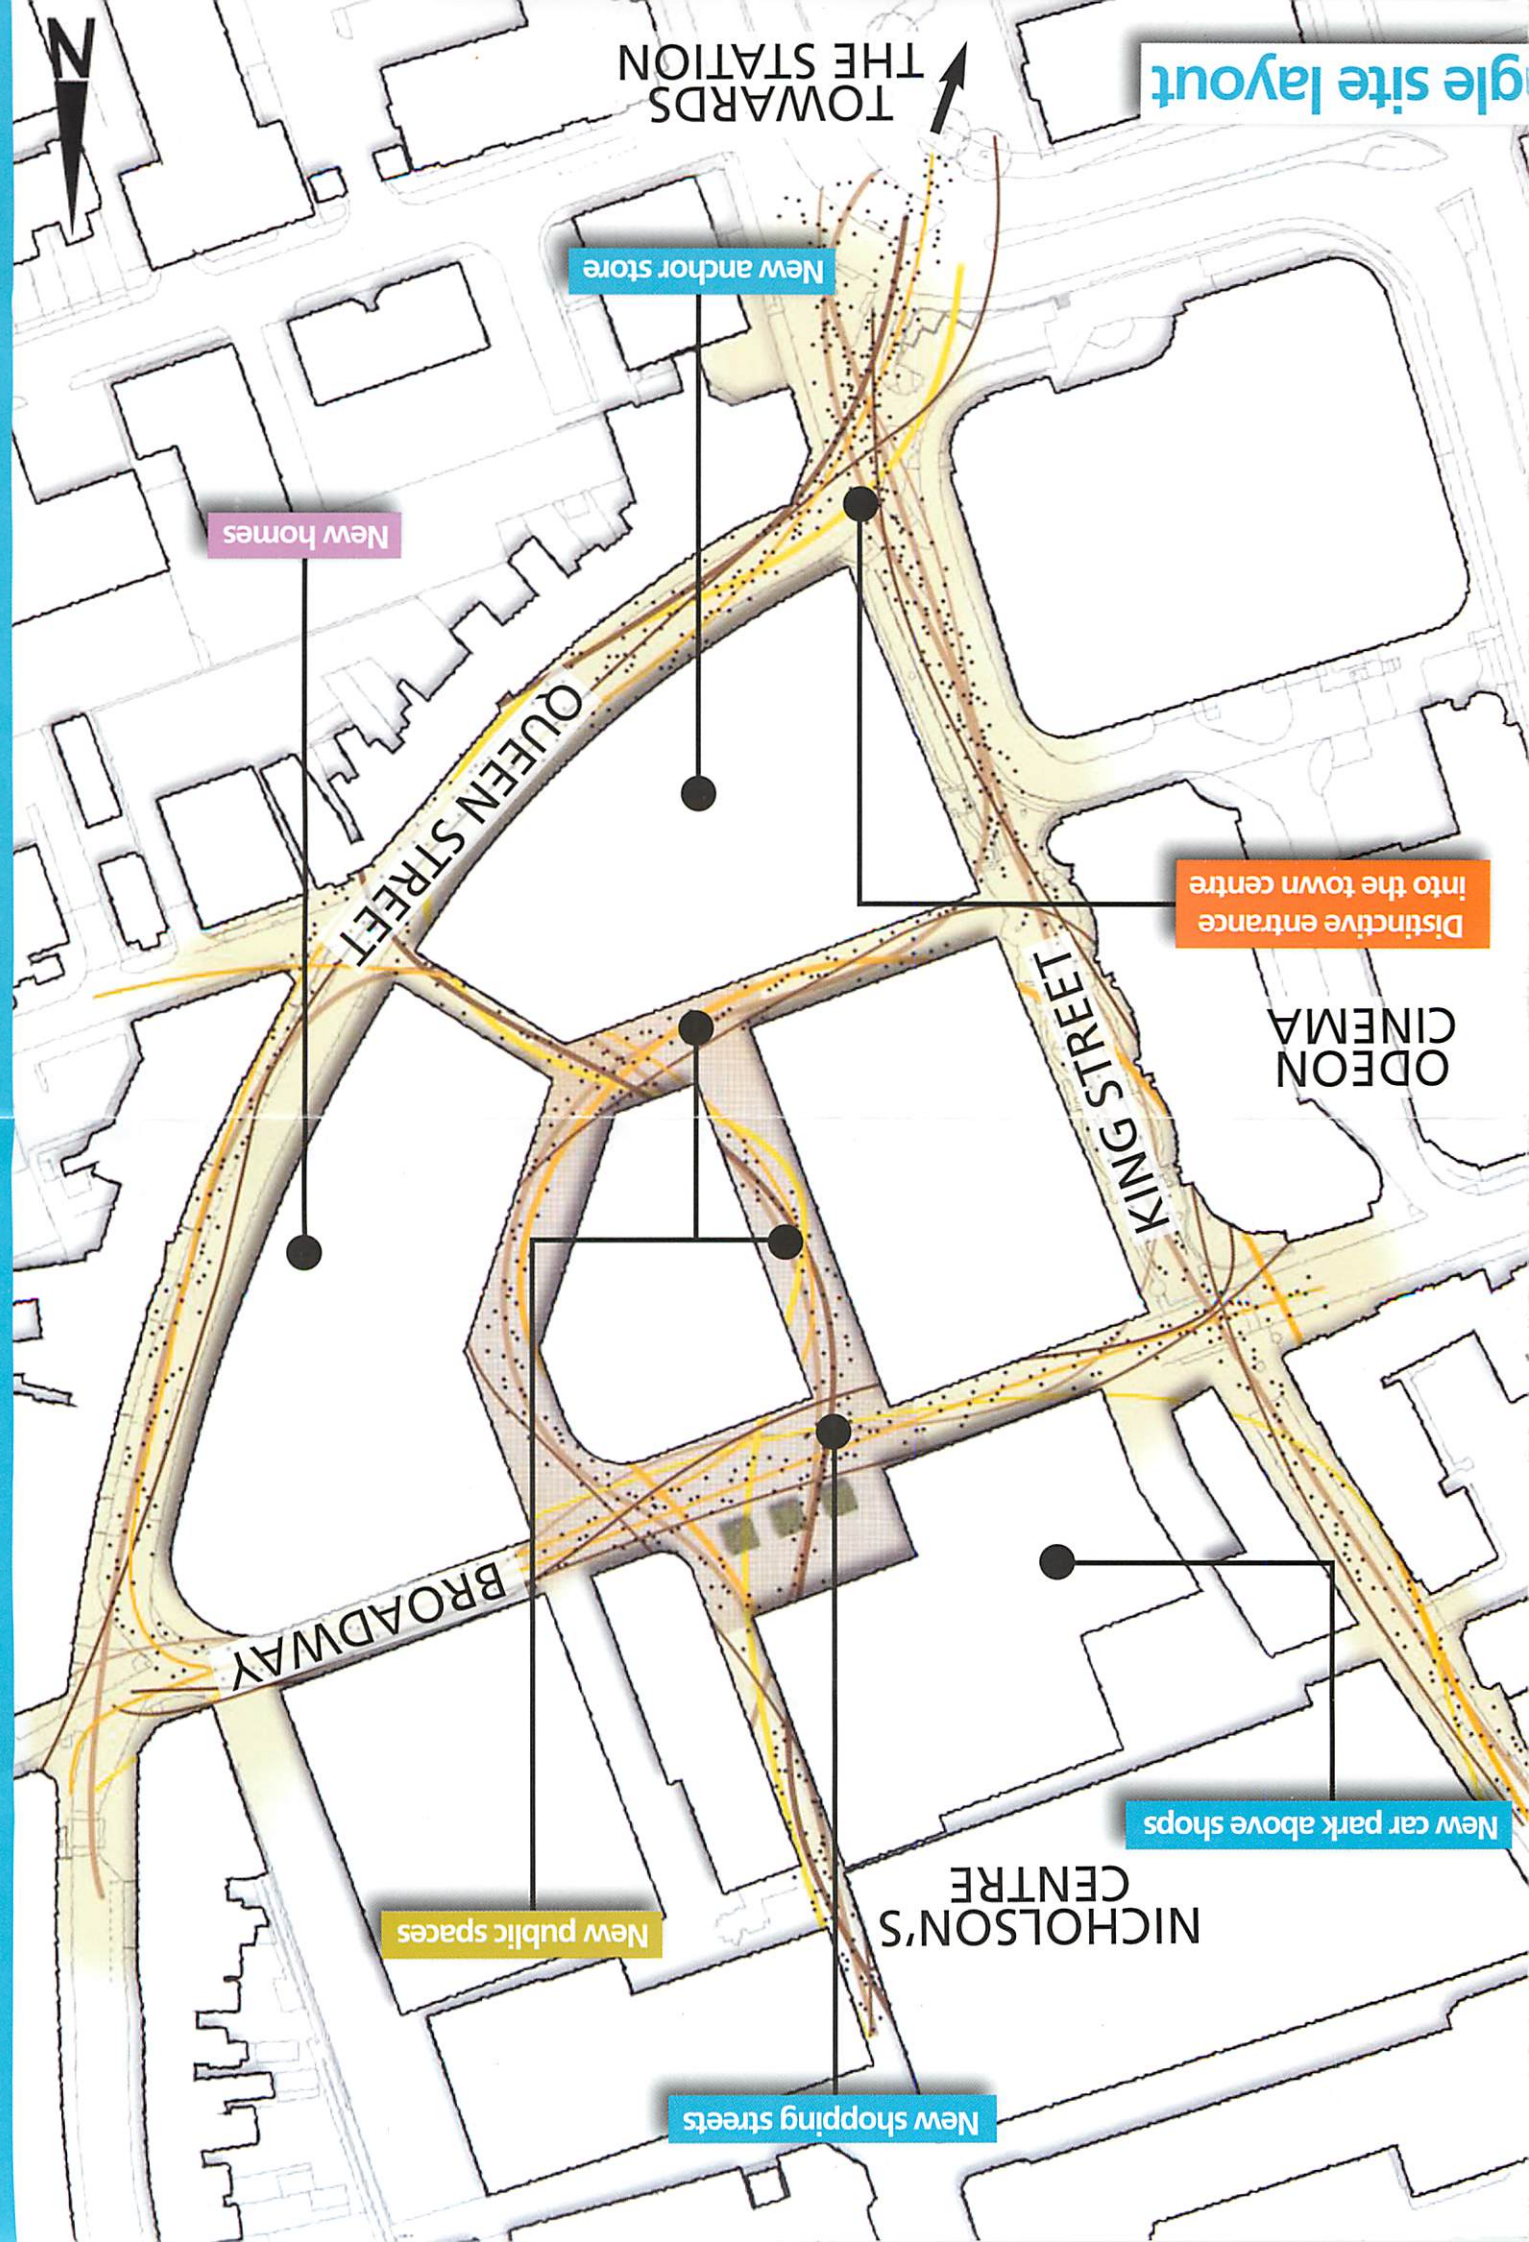 New shopping streets
NICHOLSON'S
CENTRE
New public spaces
New car park above shops
BROADWAY
KING STREET
ODEON
CINEMA
Distinctive entrance
into the town centre
QUEEN STREET
New homes
New anchor store
TOWARDS
THE STATION
gle site layout
N